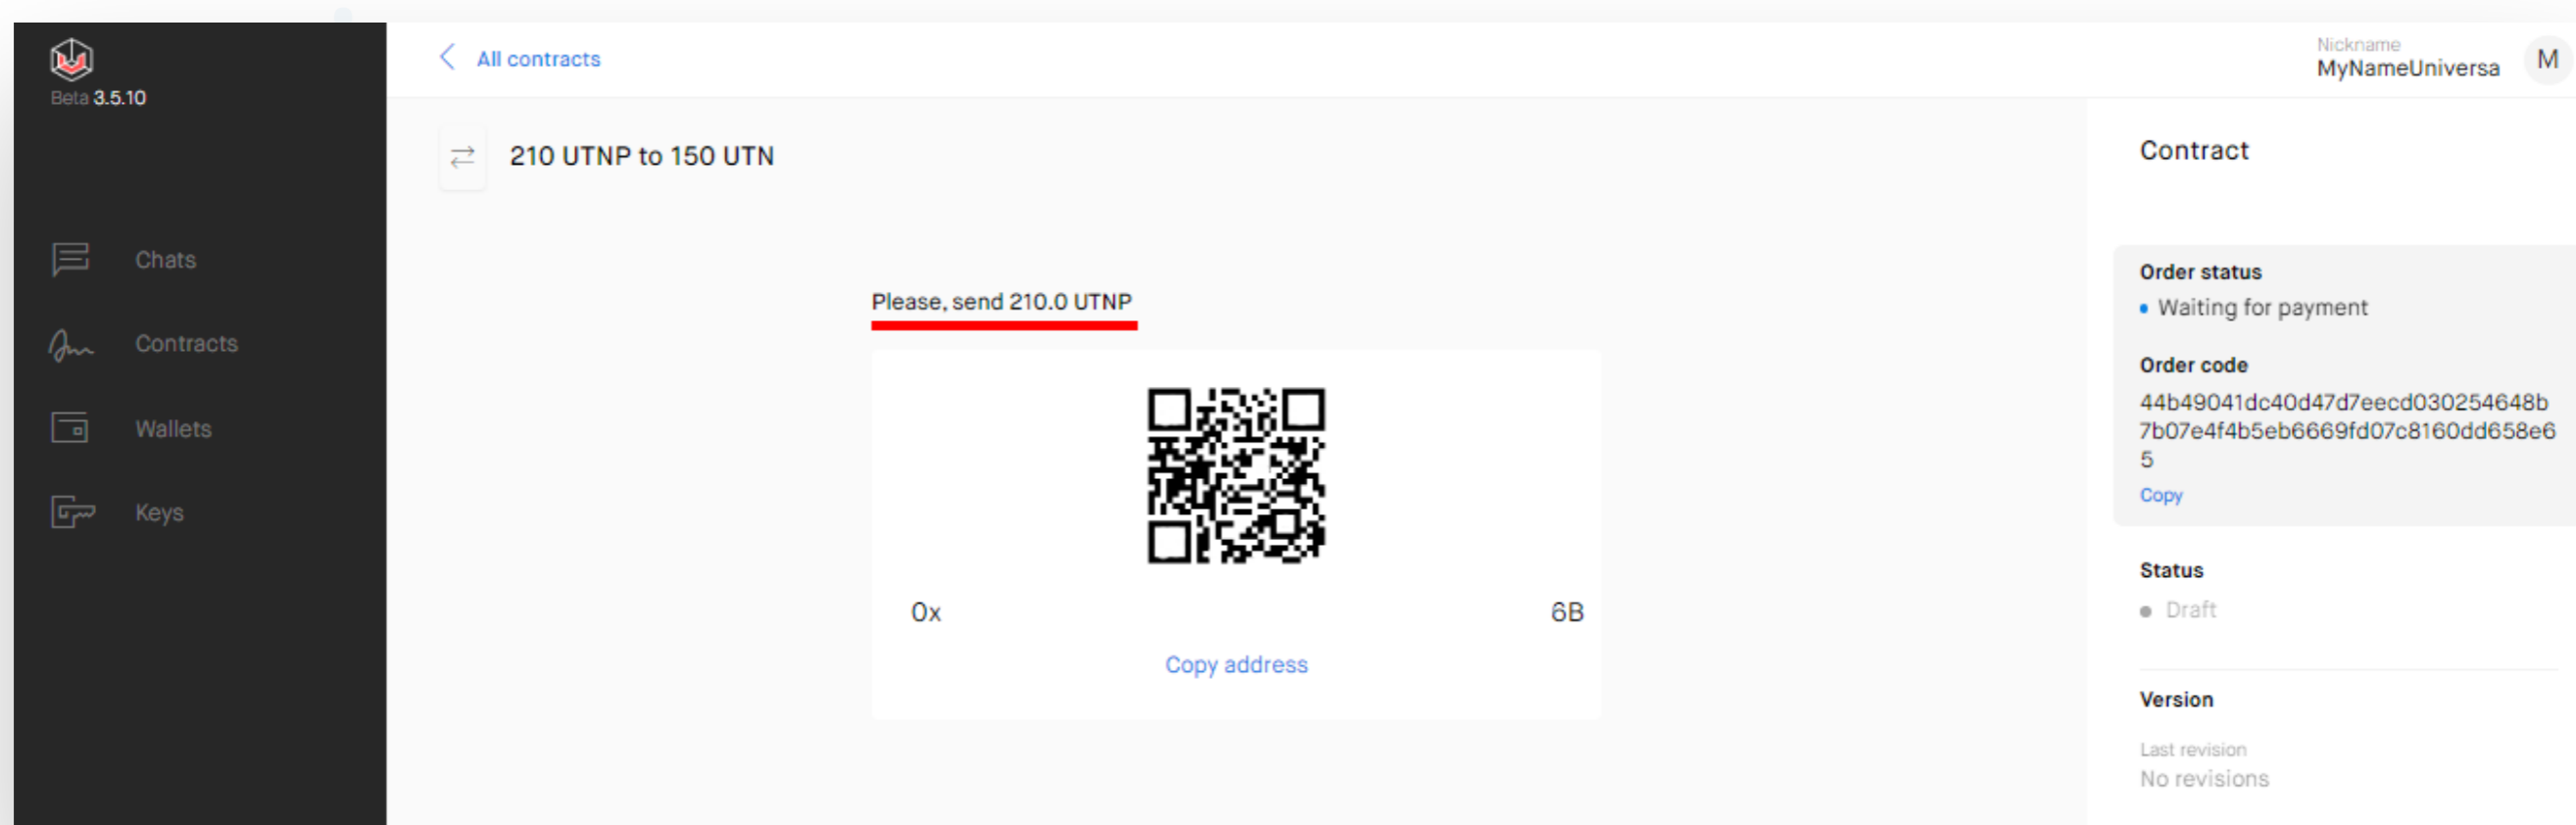 Beta 3.5.10
Chats
Contracts
Wallets
Keys
All contracts
Nickname
MyNameUniversa
M
210 UTNP to 150 UTN
Please, send 210.0 UTNP
0x 6B
Copy address
Contract
Order status
Waiting for payment
Order code
44b49041dc40d47d7eecd030254648b
7b07e4f4b5eb6669fd07c8160dd658e6
5
Copy
Status
Draft
Version
Last revision
No revisions